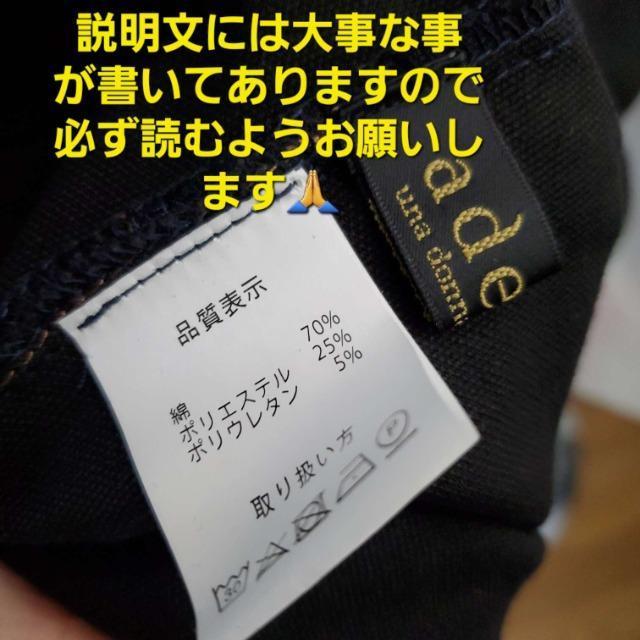 説明文には大事な事
が書いてありますので
必ず読むようお願いし
ます🙏
ade
una donn
品質表示
綿 70%
ポリエステル 25%
ポリウレタン 5%
取り扱い方